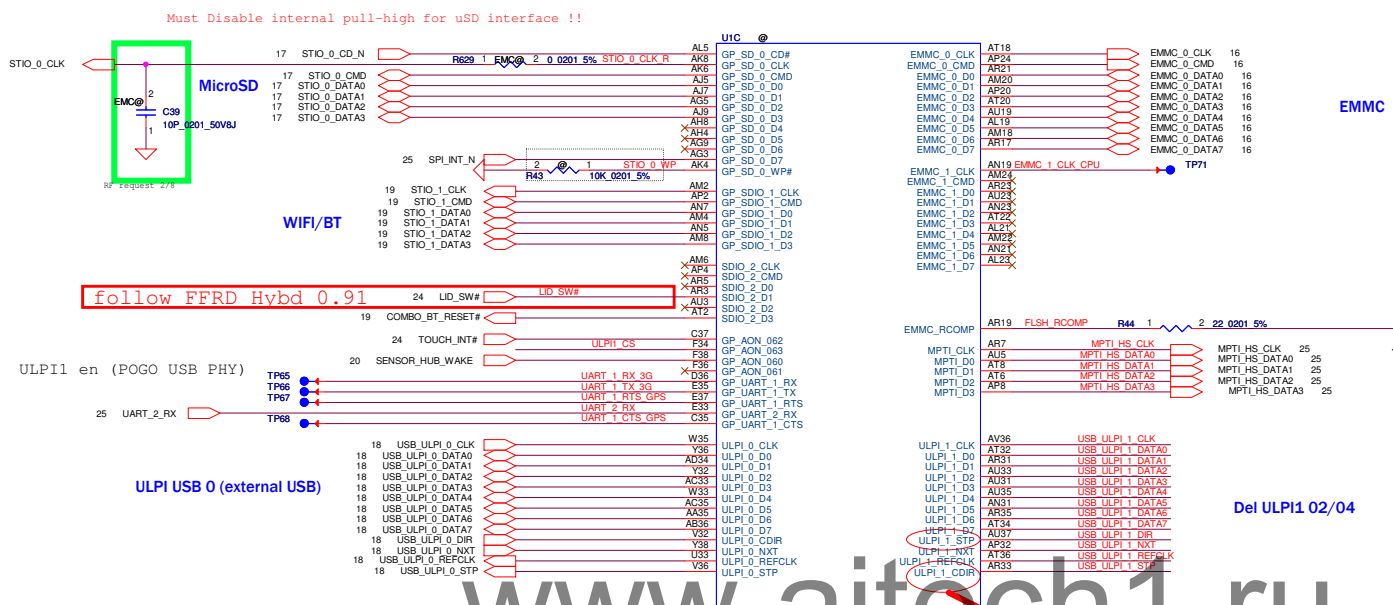 Must Disable internal pull-high for uSD interface !!
U1C @
STIO_0_CLK
17 STIO_0_CD_N AL5 GP_SD_0_CD#
R629 1 EMC@ 2 0_0201_5% STIO_0_CLK_R AK8 GP_SD_0_CLK
MicroSD
17 STIO_0_CMD AK6 GP_SD_0_CMD
17 STIO_0_DATA0 AJ5 GP_SD_0_D0
17 STIO_0_DATA1 AJ7 GP_SD_0_D1
17 STIO_0_DATA2 AG5 GP_SD_0_D2
17 STIO_0_DATA3 AJ9 GP_SD_0_D3
AH8 GP_SD_0_D4
AH4 GP_SD_0_D5
AG9 GP_SD_0_D6
25 SPI_INT_N AG3 GP_SD_0_D7
R43 2 @ 1 10K_0201_5% STIO_0_WP AK4 GP_SD_0_WP#
EMC@
2
C39
10P_0201_50V8J
1
RF request 2/8
WIFI/BT
19 STIO_1_CLK AM2 GP_SDIO_1_CLK
19 STIO_1_CMD AP2 GP_SDIO_1_CMD
19 STIO_1_DATA0 AN7 GP_SDIO_1_D0
19 STIO_1_DATA1 AM4 GP_SDIO_1_D1
19 STIO_1_DATA2 AN5 GP_SDIO_1_D2
19 STIO_1_DATA3 AM8 GP_SDIO_1_D3
AM6 SDIO_2_CLK
AP4 SDIO_2_CMD
AR5 SDIO_2_D0
follow FFRD Hybd 0.91
24 LID_SW# LID_SW# AR3 SDIO_2_D1
AU3 SDIO_2_D2
19 COMBO_BT_RESET# AT2 SDIO_2_D3
24 TOUCH_INT# C37 GP_AON_062
ULPI1_CS F34 GP_AON_063
20 SENSOR_HUB_WAKE F38 GP_AON_060
F36 GP_AON_061
ULPI1 en (POGO USB PHY)
TP65 UART_1_RX_3G D36 GP_UART_1_RX
TP66 UART_1_TX_3G E35 GP_UART_1_TX
TP67 UART_1_RTS_GPS E37 GP_UART_1_RTS
25 UART_2_RX UART_2_RX E33 GP_UART_2_RX
TP68 UART_1_CTS_GPS C35 GP_UART_1_CTS
ULPI USB 0 (external USB)
18 USB_ULPI_0_CLK W35 ULPI_0_CLK
18 USB_ULPI_0_DATA0 Y36 ULPI_0_D0
18 USB_ULPI_0_DATA1 AD34 ULPI_0_D1
18 USB_ULPI_0_DATA2 Y32 ULPI_0_D2
18 USB_ULPI_0_DATA3 AC33 ULPI_0_D3
18 USB_ULPI_0_DATA4 W33 ULPI_0_D4
18 USB_ULPI_0_DATA5 AC35 ULPI_0_D5
18 USB_ULPI_0_DATA6 AA35 ULPI_0_D6
18 USB_ULPI_0_DATA7 AB36 ULPI_0_D7
18 USB_ULPI_0_DIR V32 ULPI_0_CDIR
18 USB_ULPI_0_NXT Y38 ULPI_0_NXT
18 USB_ULPI_0_REFCLK U33 ULPI_0_REFCLK
18 USB_ULPI_0_STP V36 ULPI_0_STP
EMMC_0_CLK AT18 EMMC_0_CLK 16
EMMC_0_CMD AP24 EMMC_0_CMD 16
EMMC_0_D0 AR21 EMMC_0_DATA0 16
EMMC_0_D1 AM20 EMMC_0_DATA1 16
EMMC_0_D2 AP20 EMMC_0_DATA2 16
EMMC_0_D3 AT20 EMMC_0_DATA3 16
EMMC_0_D4 AU19 EMMC_0_DATA4 16
EMMC_0_D5 AL19 EMMC_0_DATA5 16
EMMC_0_D6 AM18 EMMC_0_DATA6 16
EMMC_0_D7 AR17 EMMC_0_DATA7 16
EMMC
EMMC_1_CLK AN19 EMMC_1_CLK_CPU TP71
EMMC_1_CMD AM24
EMMC_1_D0 AR23
EMMC_1_D1 AU23
EMMC_1_D2 AN23
EMMC_1_D3 AT22
EMMC_1_D4 AL21
EMMC_1_D5 AM22
EMMC_1_D6 AN21
EMMC_1_D7 AL23
EMMC_RCOMP AR19 FLSH_RCOMP R44 1 2 22_0201_5%
MPTI_CLK AR7 MPTI_HS_CLK MPTI_HS_CLK 25
MPTI_D0 AU5 MPTI_HS_DATA0 MPTI_HS_DATA0 25
MPTI_D1 AT8 MPTI_HS_DATA1 MPTI_HS_DATA1 25
MPTI_D2 AT6 MPTI_HS_DATA2 MPTI_HS_DATA2 25
MPTI_D3 AP8 MPTI_HS_DATA3 MPTI_HS_DATA3 25
ULPI_1_CLK AV36 USB_ULPI_1_CLK
ULPI_1_D0 AT32 USB_ULPI_1_DATA0
ULPI_1_D1 AR31 USB_ULPI_1_DATA1
ULPI_1_D2 AU33 USB_ULPI_1_DATA2
ULPI_1_D3 AU31 USB_ULPI_1_DATA3
ULPI_1_D4 AU35 USB_ULPI_1_DATA4
ULPI_1_D5 AN31 USB_ULPI_1_DATA5
ULPI_1_D6 AR35 USB_ULPI_1_DATA6
ULPI_1_D7 AT34 USB_ULPI_1_DATA7
ULPI_1_STP AU37 USB_ULPI_1_DIR
ULPI_1_NXT AP32 USB_ULPI_1_NXT
ULPI_1_REFCLK AT36 USB_ULPI_1_REFCLK
ULPI_1_CDIR AR33 USB_ULPI_1_STP
Del ULPI1 02/04
www.aitech1.ru